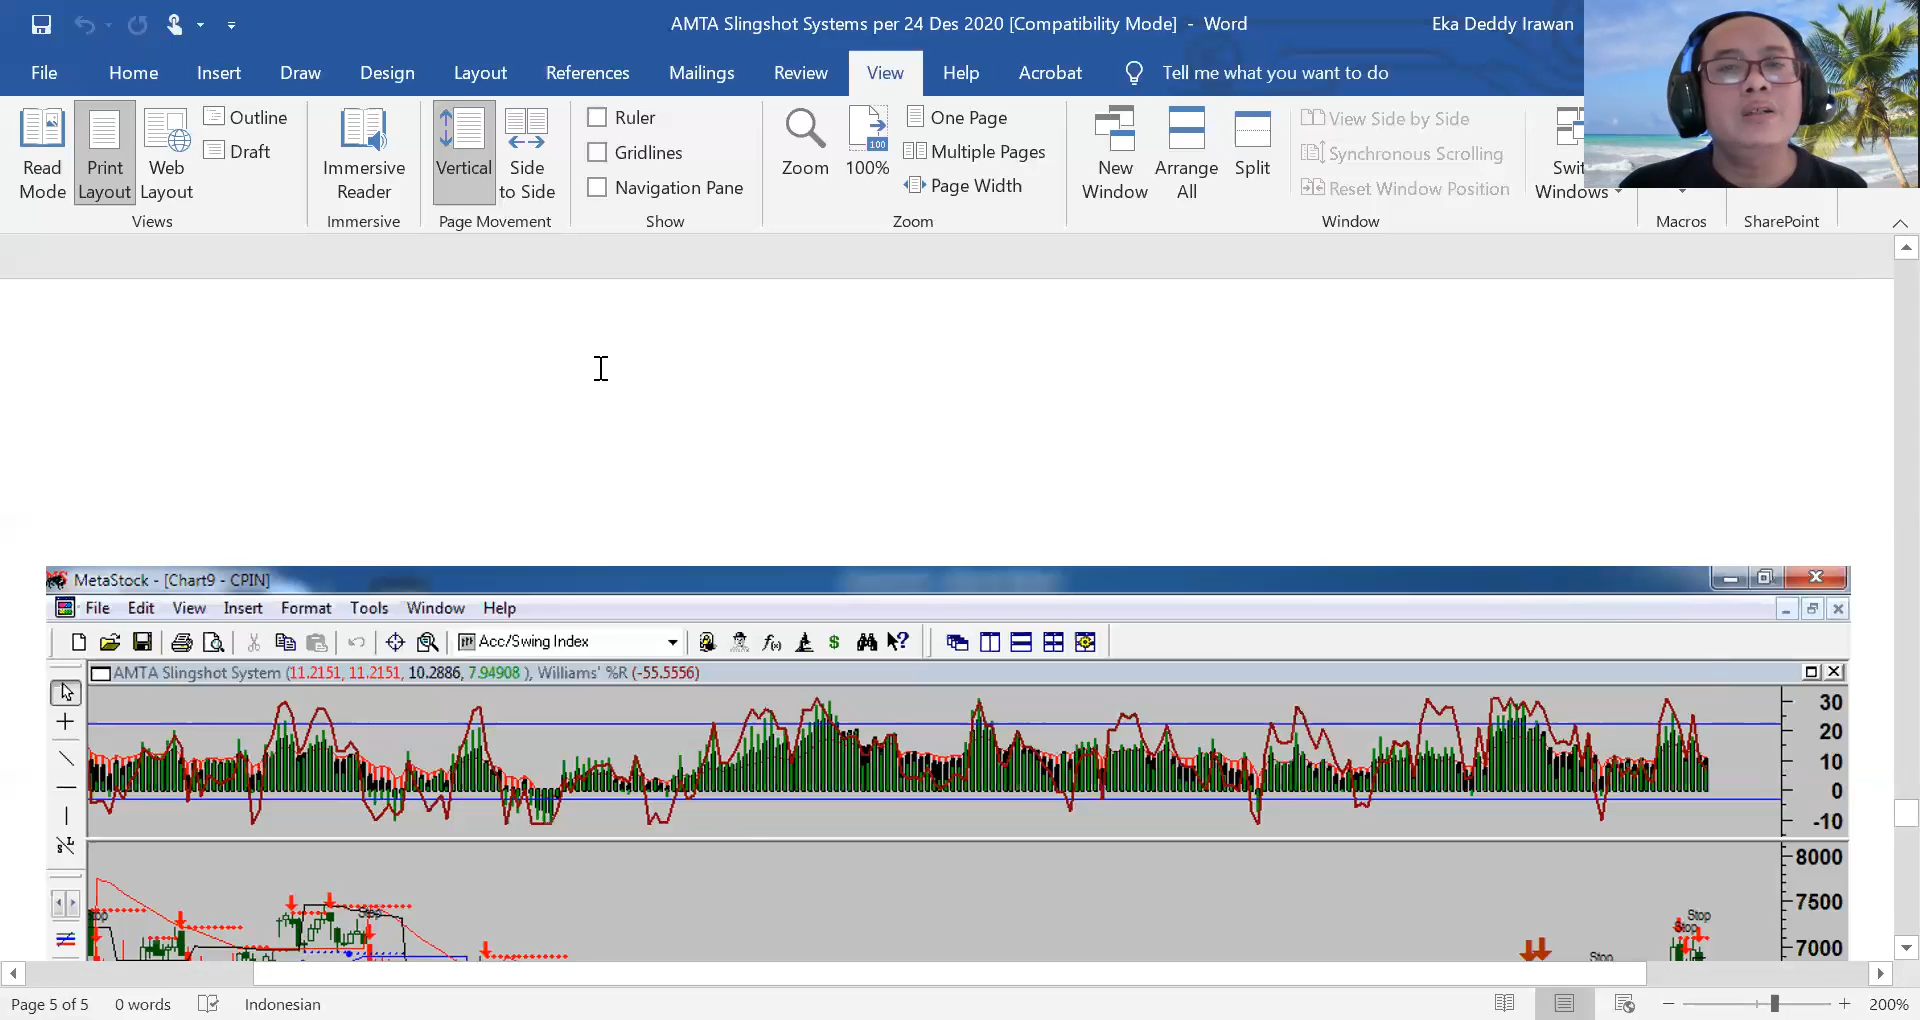 AMTA Slingshot Systems per 24 Des 2020 [Compatibility Mode] - Word
Eka Deddy Irawan
File Home Insert Draw Design Layout References Mailings Review View Help Acrobat Tell me what you want to do
Read Mode
Print Layout
Web Layout
Outline
Draft
Views
Immersive Reader
Immersive
Vertical
Side to Side
Page Movement
Ruler
Gridlines
Navigation Pane
Show
Zoom
100
100%
One Page
Multiple Pages
Page Width
Zoom
New Window
Arrange All
Split
View Side by Side
Synchronous Scrolling
Reset Window Position
Swit
Windows
Window
Macros
SharePoint
MetaStock - [Chart9 - CPIN]
File Edit View Insert Format Tools Window Help
Acc/Swing Index
AMTA Slingshot System (11.2151, 11.2151, 10.2886, 7.94908 ), Williams' %R (-55.5556)
30
20
10
0
-10
8000
7500
7000
Stop
Stop
Stop
Page 5 of 5 0 words Indonesian
200%